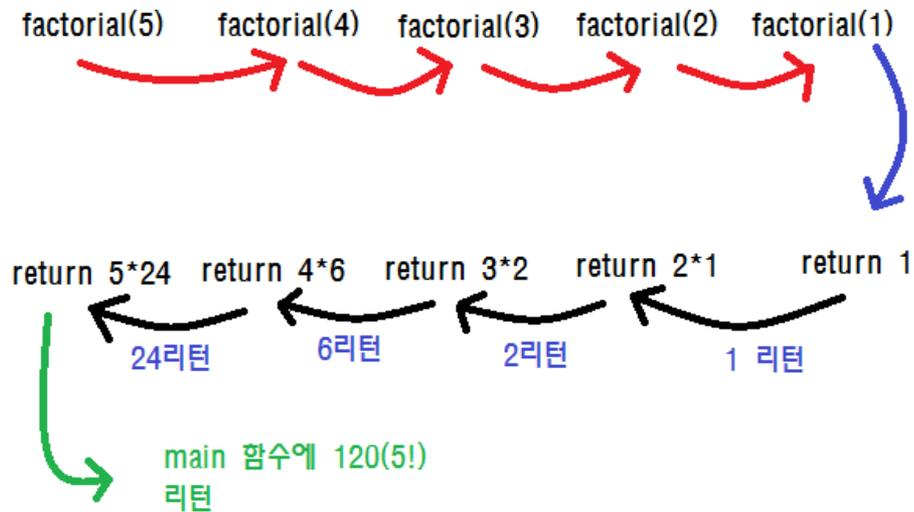 factorial(5) factorial(4) factorial(3) factorial(2) factorial(1)
return 5*24 return 4*6 return 3*2 return 2*1 return 1
24리턴 6리턴 2리턴 1 리턴
main 함수에 120(5!)
리턴